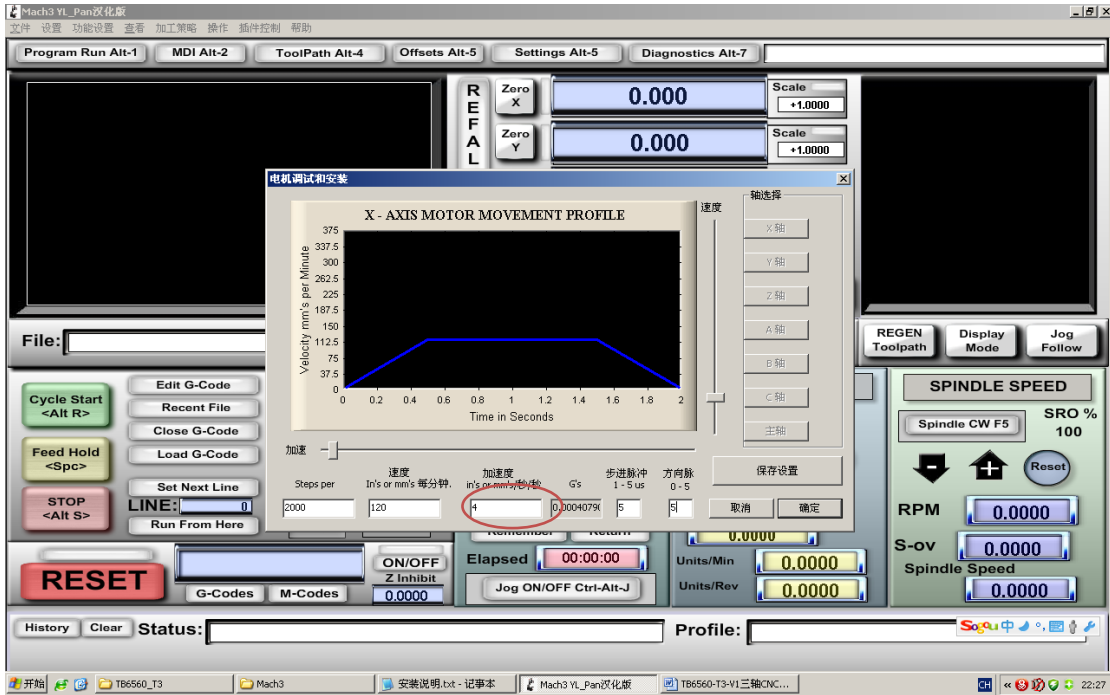 Mach3 YL_Pan汉化版
文件 设置 功能设置 查看 加工策略 操作 插件控制 帮助
Program Run Alt-1 MDI Alt-2 ToolPath Alt-4 Offsets Alt-5 Settings Alt-5 Diagnostics Alt-7
REFAL
Zero X 0.000 Scale +1.0000
Zero Y 0.000 Scale +1.0000
电机调试和安装
X - AXIS MOTOR MOVEMENT PROFILE
Velocity mm's per Minute
375
337.5
300
262.5
225
187.5
150
112.5
75
37.5
0
0 0.2 0.4 0.6 0.8 1 1.2 1.4 1.6 1.8 2
Time in Seconds
速度
加速
轴选择
X 轴
Y 轴
Z 轴
A 轴
B 轴
C 轴
主轴
保存设置
Steps per
速度
In's or mm's 每分钟.
加速度
in's or mm's/秒/秒
G's
步进脉冲
1 - 5 us
方向脉
0 - 5
2000 120 4 0.00040790 5 5
取消 确定
File:
REGEN Toolpath
Display Mode
Jog Follow
Cycle Start <Alt R>
Feed Hold <Spc>
STOP <Alt S>
Edit G-Code
Recent File
Close G-Code
Load G-Code
Set Next Line
LINE: 0
Run From Here
RESET
G-Codes M-Codes
ON/OFF
Z Inhibit
0.0000
Remember Return
Elapsed 00:00:00
Jog ON/OFF Ctrl-Alt-J
0.0000
Units/Min 0.0000
Units/Rev 0.0000
SPINDLE SPEED
Spindle CW F5
SRO %
100
Reset
RPM 0.0000
S-ov 0.0000
Spindle Speed
0.0000
History Clear Status:
Profile:
Sogou 中
开始 TB6560_T3 Mach3 安装说明.txt - 记事本 Mach3 YL_Pan汉化版 TB6560-T3-V1三轴CNC... CH 22:27